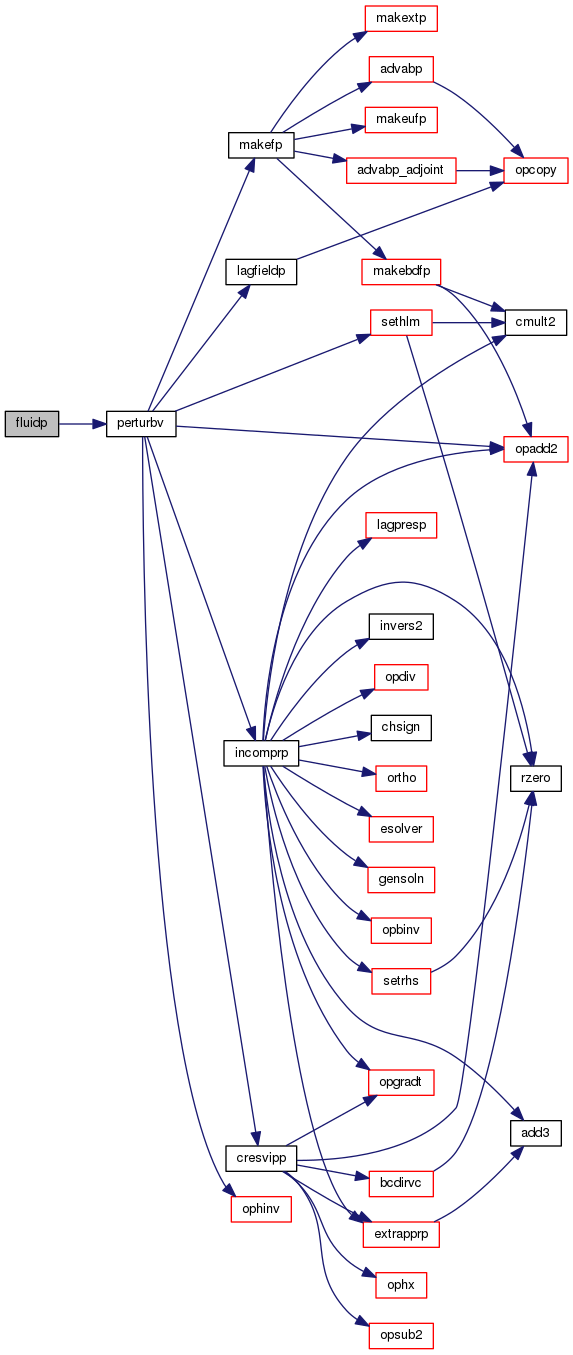 makextp
advabp
makeufp
makefp
advabp_adjoint
opcopy
lagfieldp
makebdfp
sethlm
cmult2
fluidp
perturbv
opadd2
lagpresp
invers2
opdiv
chsign
incomprp
ortho
rzero
esolver
gensoln
opbinv
setrhs
opgradt
add3
cresvipp
bcdirvc
ophinv
extrapprp
ophx
opsub2